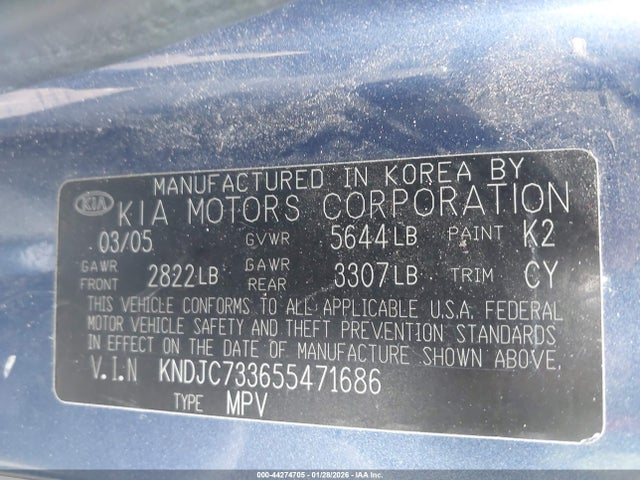 MANUFACTURED IN KOREA BY
KIA KIA MOTORS CORPORATION
03/05 GVWR 5644LB PAINT K2
GAWR FRONT 2822LB GAWR REAR 3307LB TRIM CY
THIS VEHICLE CONFORMS TO ALL APPLICABLE U.S.A. FEDERAL
MOTOR VEHICLE SAFETY AND THEFT PREVENTION STANDARDS
IN EFFECT ON THE DATE OF MANUFACTURE SHOWN ABOVE.
V.I.N KNDJC733655471686
TYPE MPV
000-44274705 - 01/28/2026 - IAA Inc.